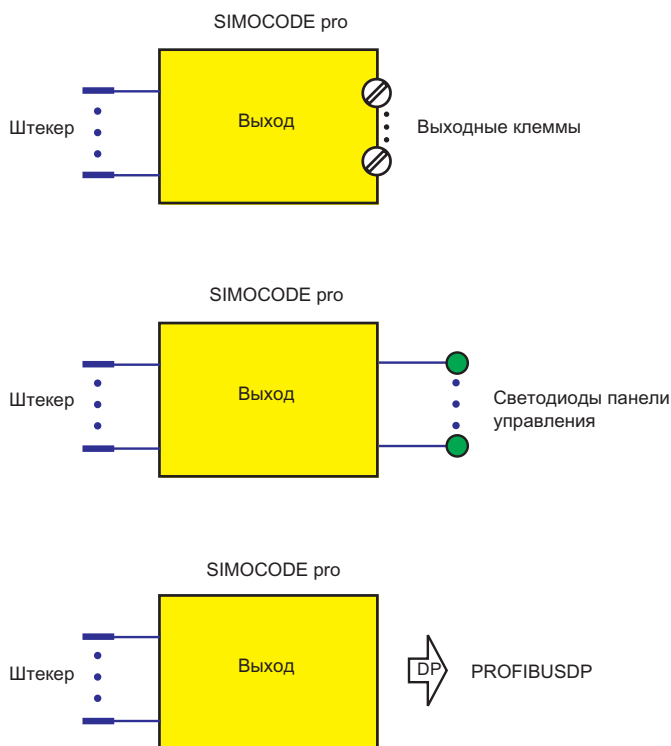 SIMOCODE pro
Штекер
Выход
Выходные клеммы
SIMOCODE pro
Штекер
Выход
Светодиоды панели
управления
SIMOCODE pro
Штекер
Выход
DP
PROFIBUSDP